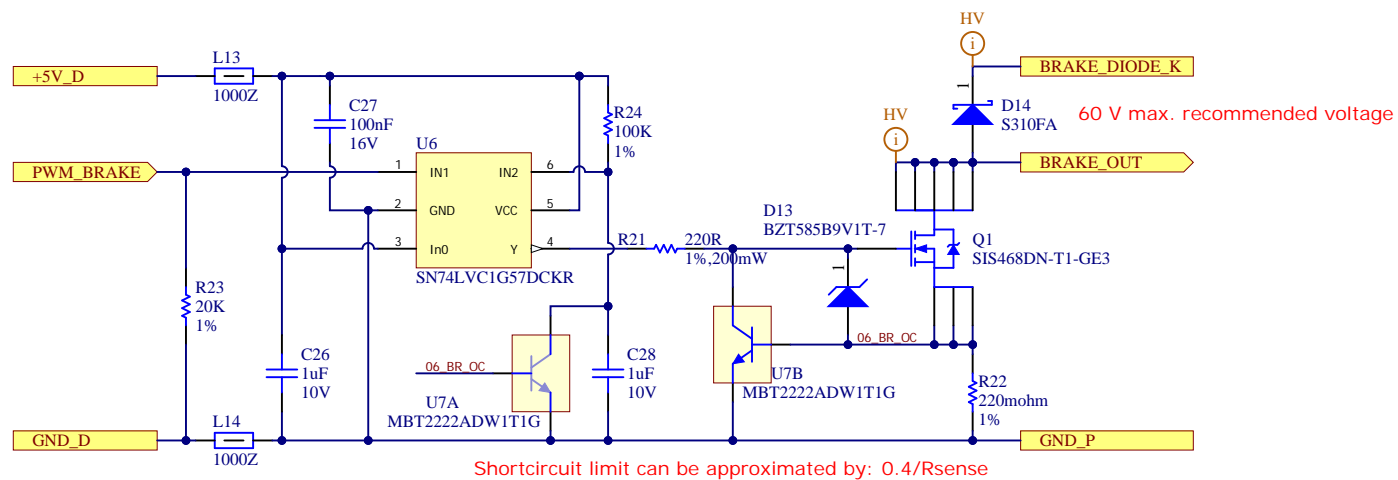 HV
L13
+5V_D
1000Z
BRAKE_DIODE_K
1
C27
100nF
16V
R24
100K
1%
D14
S310FA
60 V max. recommended voltage
HV
U6
PWM_BRAKE
1
IN1
IN2
6
BRAKE_OUT
2
GND
VCC
5
3
In0
Y
4
SN74LVC1G57DCKR
R21
220R
1%,200mW
D13
BZT585B9V1T-7
1
Q1
SIS468DN-T1-GE3
R23
20K
1%
C26
1uF
10V
06_BR_OC
U7A
MBT2222ADW1T1G
C28
1uF
10V
06_BR_OC
U7B
MBT2222ADW1T1G
R22
220mohm
1%
L14
GND_D
1000Z
GND_P
Shortcircuit limit can be approximated by: 0.4/Rsense